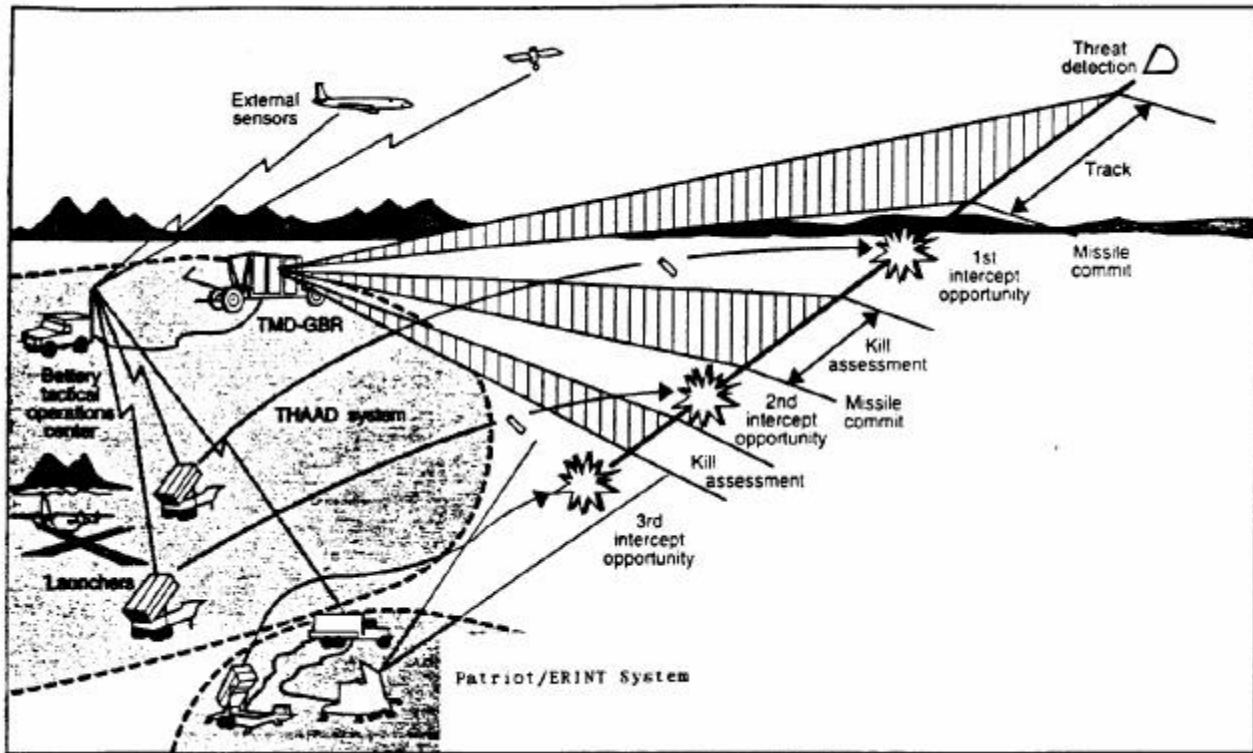 Threat
detection
External
sensors
Track
Missile
commit
1st
intercept
opportunity
TMD-GBR
Kill
assessment
Battery
tactical
operations
center
THAAD system
2nd
intercept
opportunity
Missile
commit
Kill
assessment
3rd
intercept
opportunity
Launchers
Patriot/ERINT System